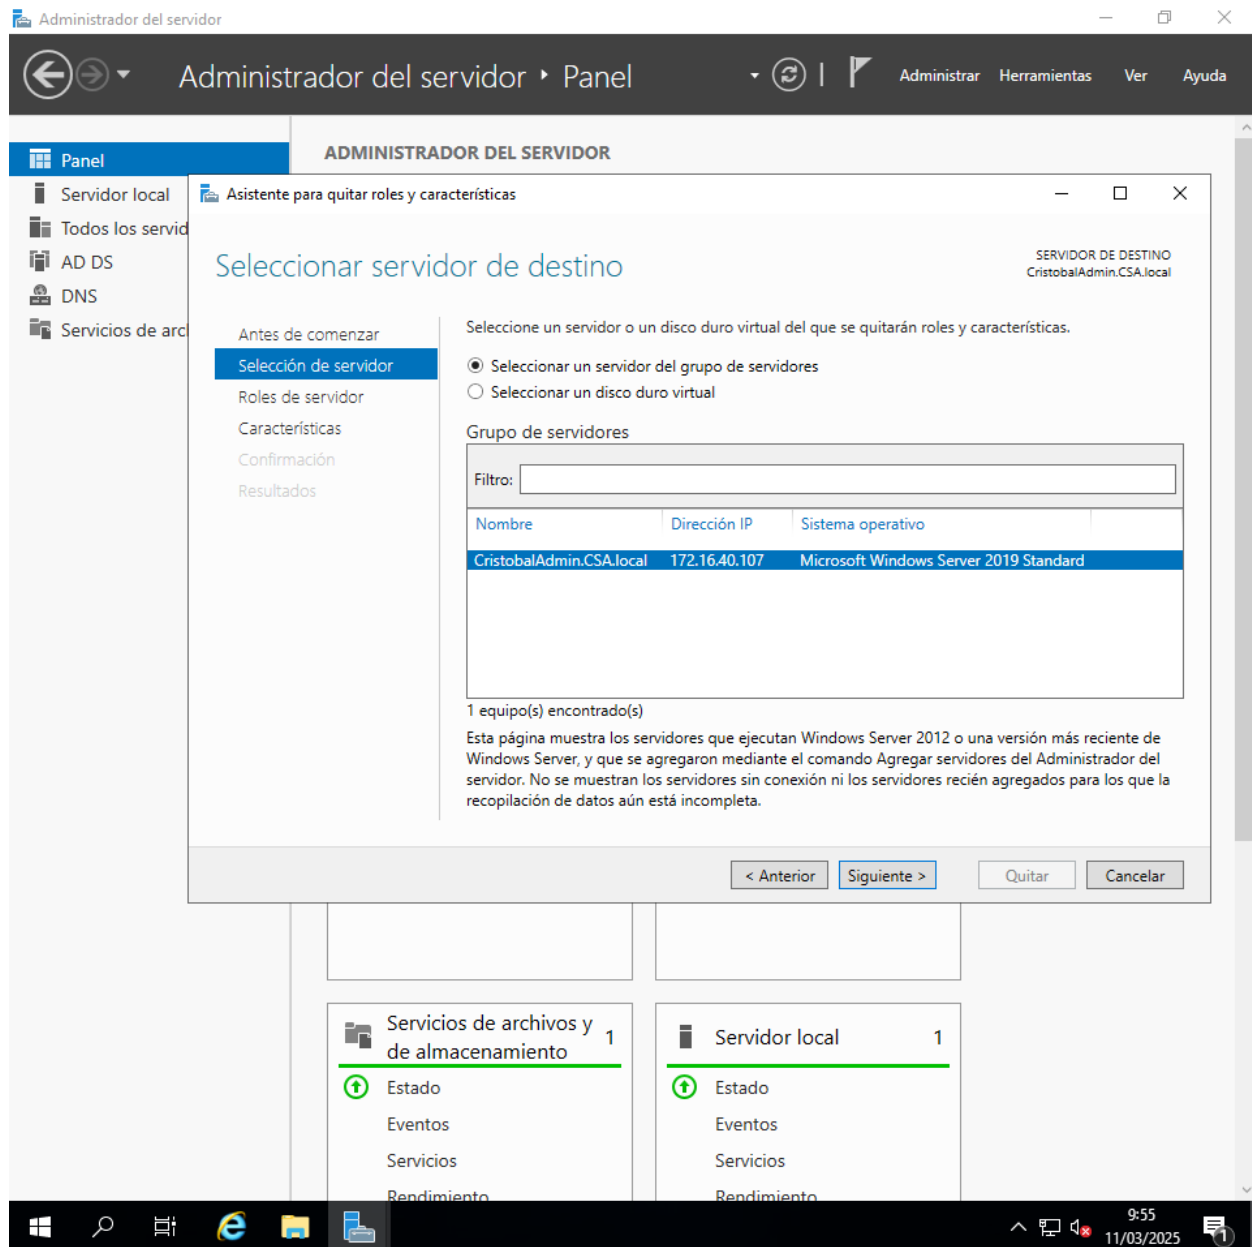 Administrador del servidor
Administrador del servidor ‣ Panel
Administrar Herramientas Ver Ayuda
Panel
Servidor local
Todos los servid
AD DS
DNS
Servicios de arc
ADMINISTRADOR DEL SERVIDOR
Asistente para quitar roles y características
Seleccionar servidor de destino
SERVIDOR DE DESTINO
CristobalAdmin.CSA.local
Antes de comenzar
Selección de servidor
Roles de servidor
Características
Confirmación
Resultados
Seleccione un servidor o un disco duro virtual del que se quitarán roles y características.
Seleccionar un servidor del grupo de servidores
Seleccionar un disco duro virtual
Grupo de servidores
Filtro:
Nombre Dirección IP Sistema operativo
CristobalAdmin.CSA.local 172.16.40.107 Microsoft Windows Server 2019 Standard
1 equipo(s) encontrado(s)
Esta página muestra los servidores que ejecutan Windows Server 2012 o una versión más reciente de
Windows Server, y que se agregaron mediante el comando Agregar servidores del Administrador del
servidor. No se muestran los servidores sin conexión ni los servidores recién agregados para los que la
recopilación de datos aún está incompleta.
< Anterior Siguiente > Quitar Cancelar
Servicios de archivos y
de almacenamiento 1
Estado
Eventos
Servicios
Rendimiento
Servidor local 1
Estado
Eventos
Servicios
Rendimiento
9:55
11/03/2025
1